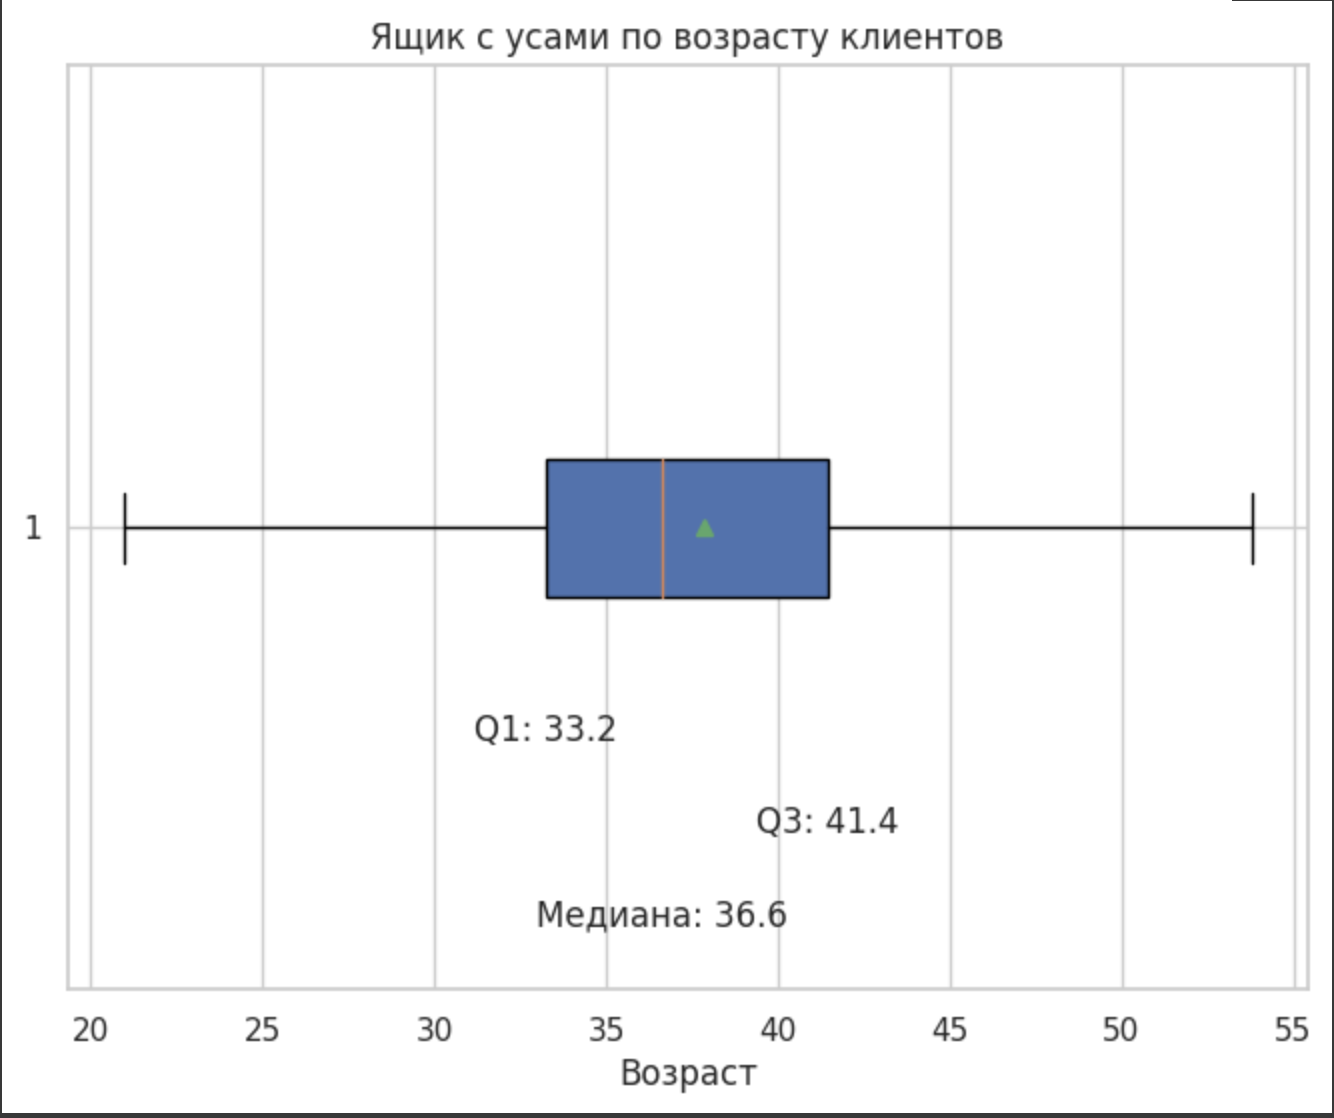 Ящик с усами по возрасту клиентов
1
Q1: 33.2
Q3: 41.4
Медиана: 36.6
20 25 30 35 40 45 50 55
Возраст